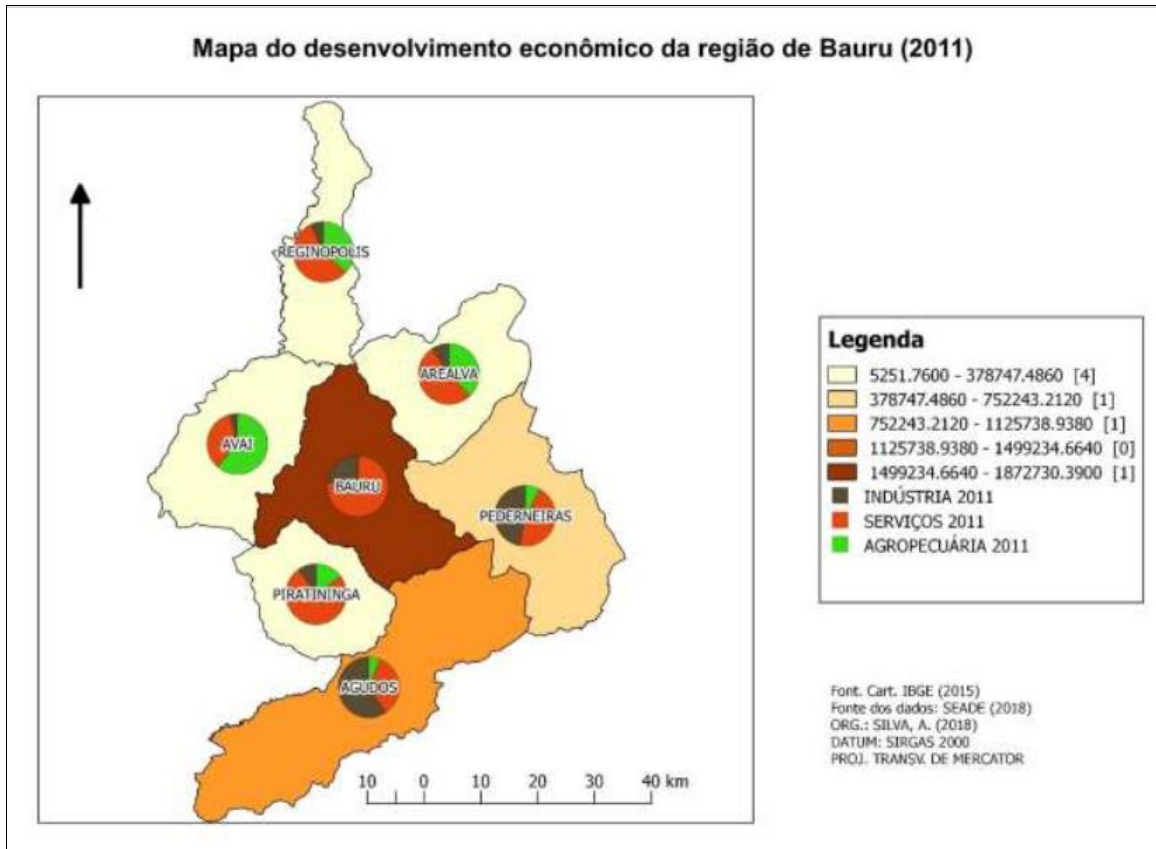 Mapa do desenvolvimento econômico da região de Bauru (2011)
REGINOPOLIS
AREALVA
AVAI
BAURU
PEDERNEIRAS
PIRATININGA
AGUDOS
10 0 10 20 30 40 km
Legenda
5251.7600 - 378747.4860 [4]
378747.4860 - 752243.2120 [1]
752243.2120 - 1125738.9380 [1]
1125738.9380 - 1499234.6640 [0]
1499234.6640 - 1872730.3900 [1]
INDÚSTRIA 2011
SERVIÇOS 2011
AGROPECUÁRIA 2011
Font. Cart. IBGE (2015)
Fonte dos dados: SEADE (2018)
ORG.: SILVA, A. (2018)
DATUM: SIRGAS 2000
PROJ. TRANSV. DE MERCATOR